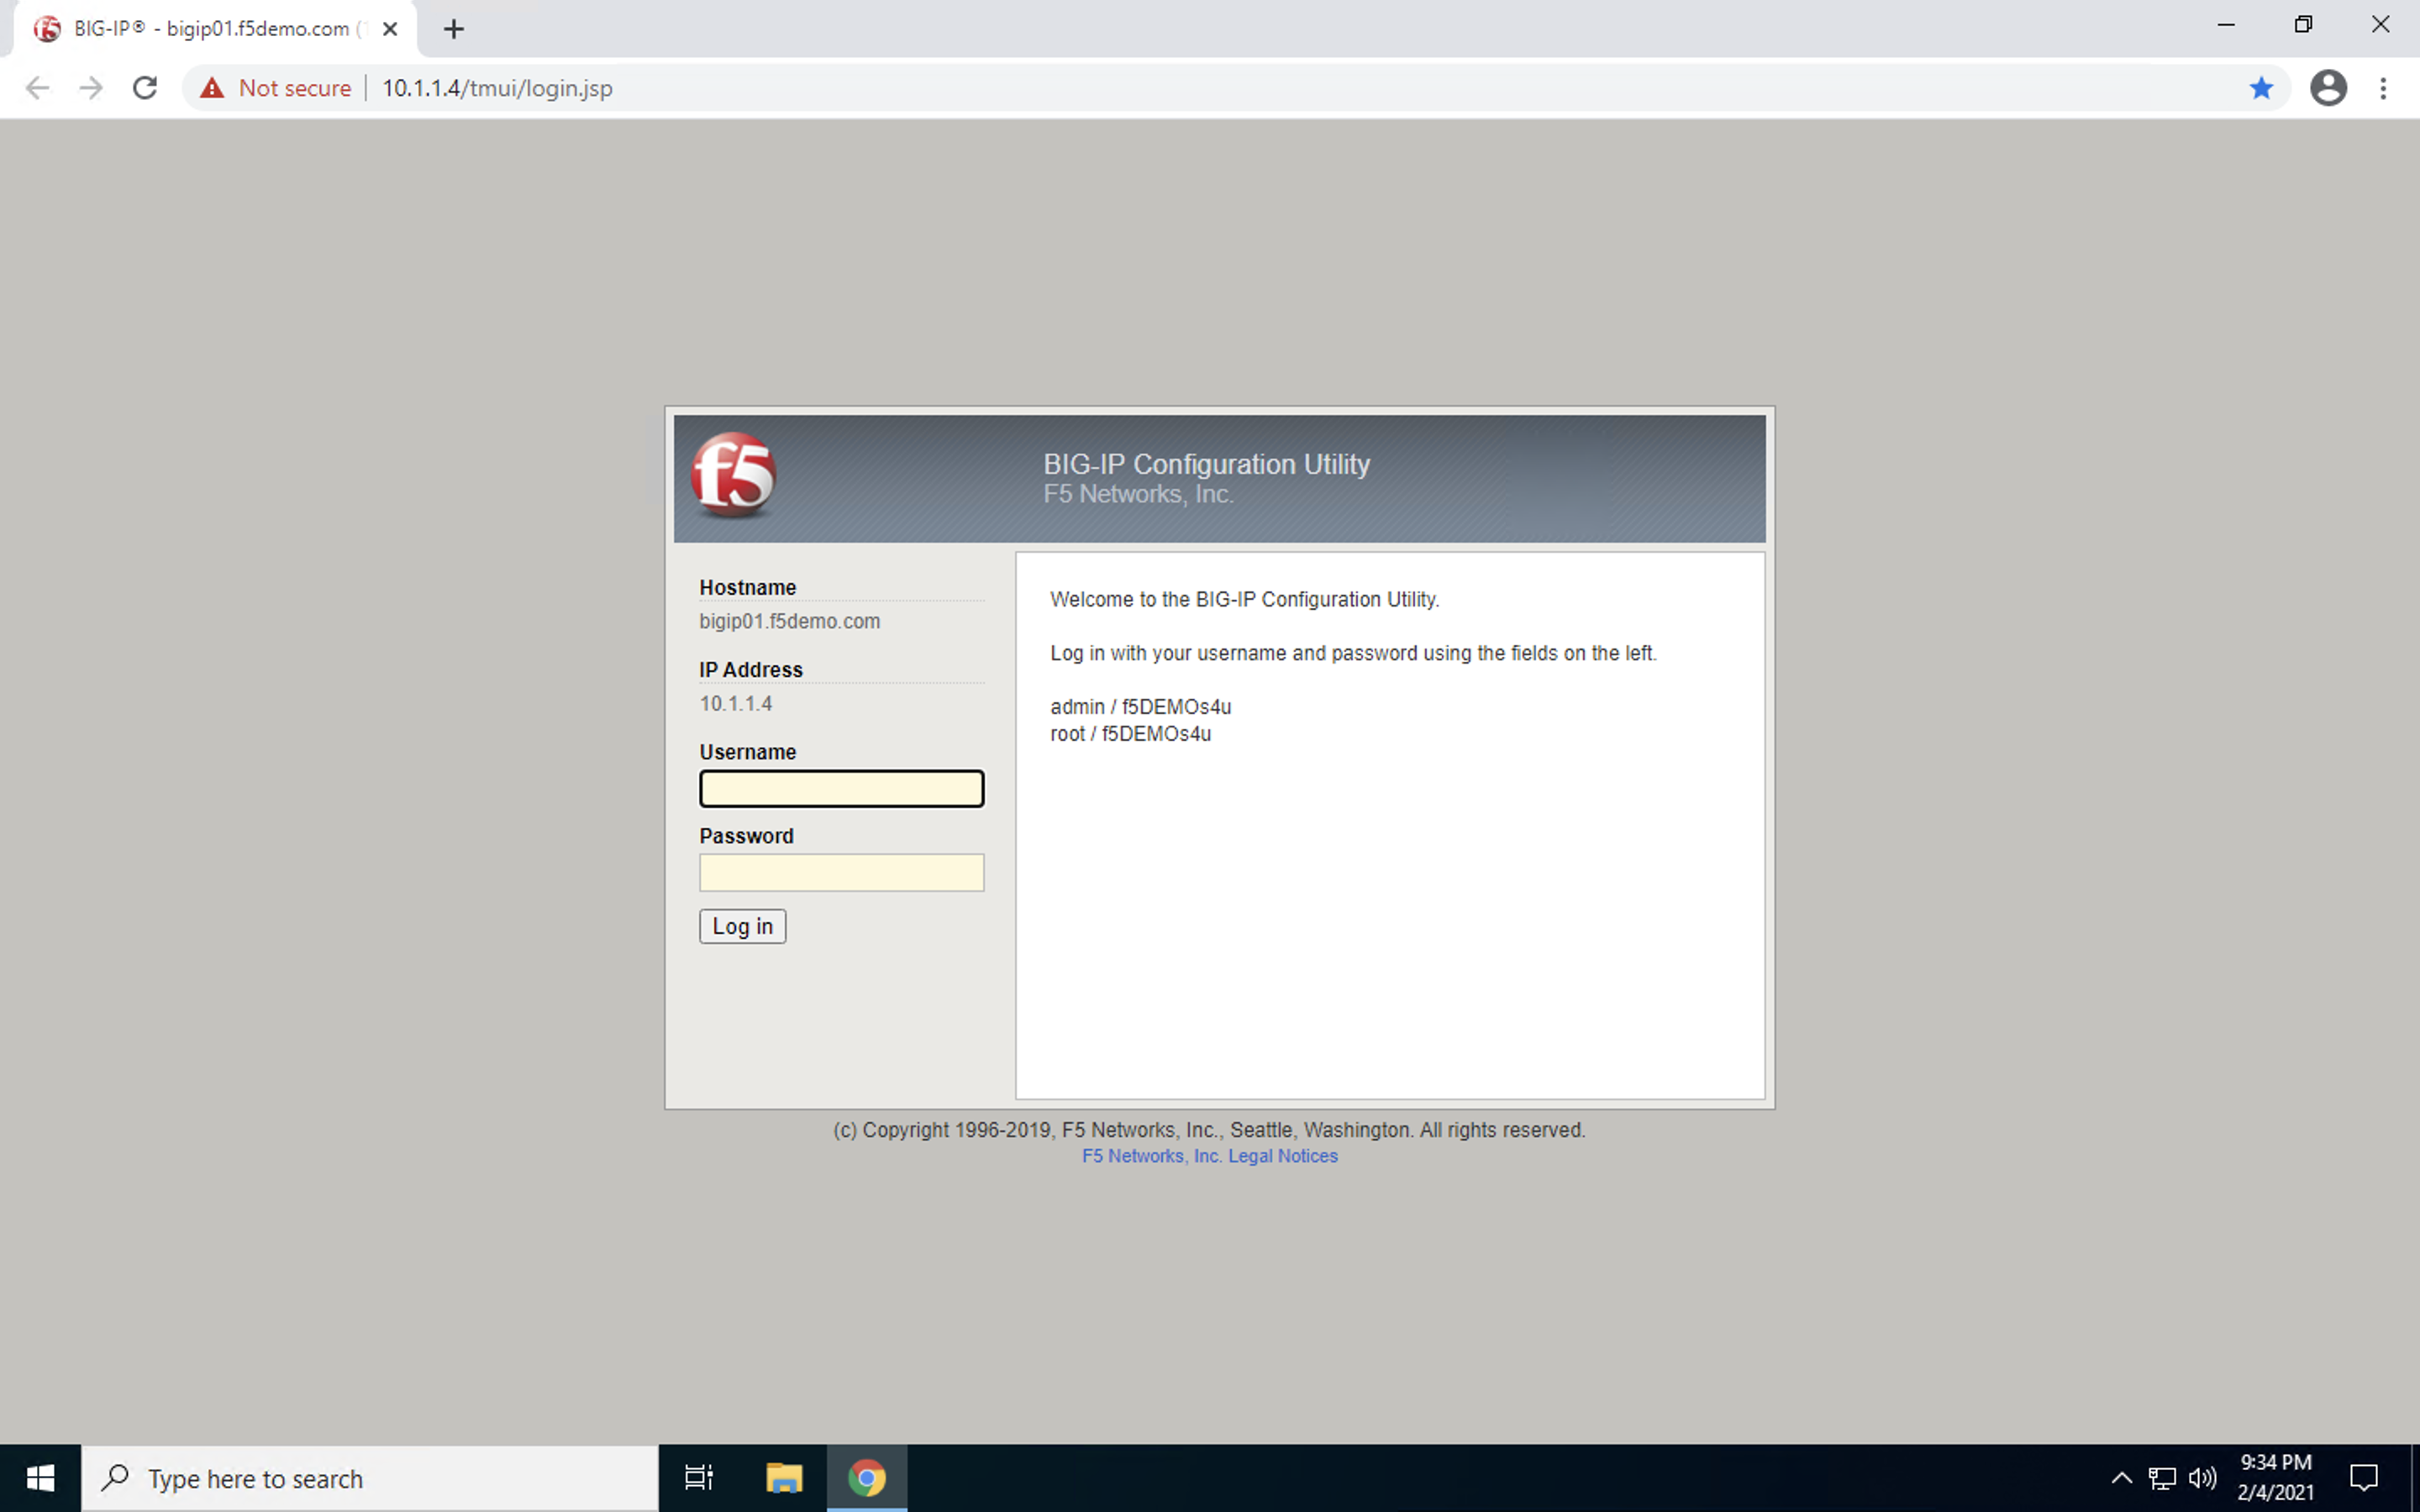 BIG-IP® - bigip01.f5demo.com (
Not secure | 10.1.1.4/tmui/login.jsp
f5
BIG-IP Configuration Utility
F5 Networks, Inc.
Hostname
bigip01.f5demo.com
IP Address
10.1.1.4
Username
Password
Log in
Welcome to the BIG-IP Configuration Utility.
Log in with your username and password using the fields on the left.
admin / f5DEMOs4u
root / f5DEMOs4u
(c) Copyright 1996-2019, F5 Networks, Inc., Seattle, Washington. All rights reserved.
F5 Networks, Inc. Legal Notices
Type here to search
9:34 PM
2/4/2021